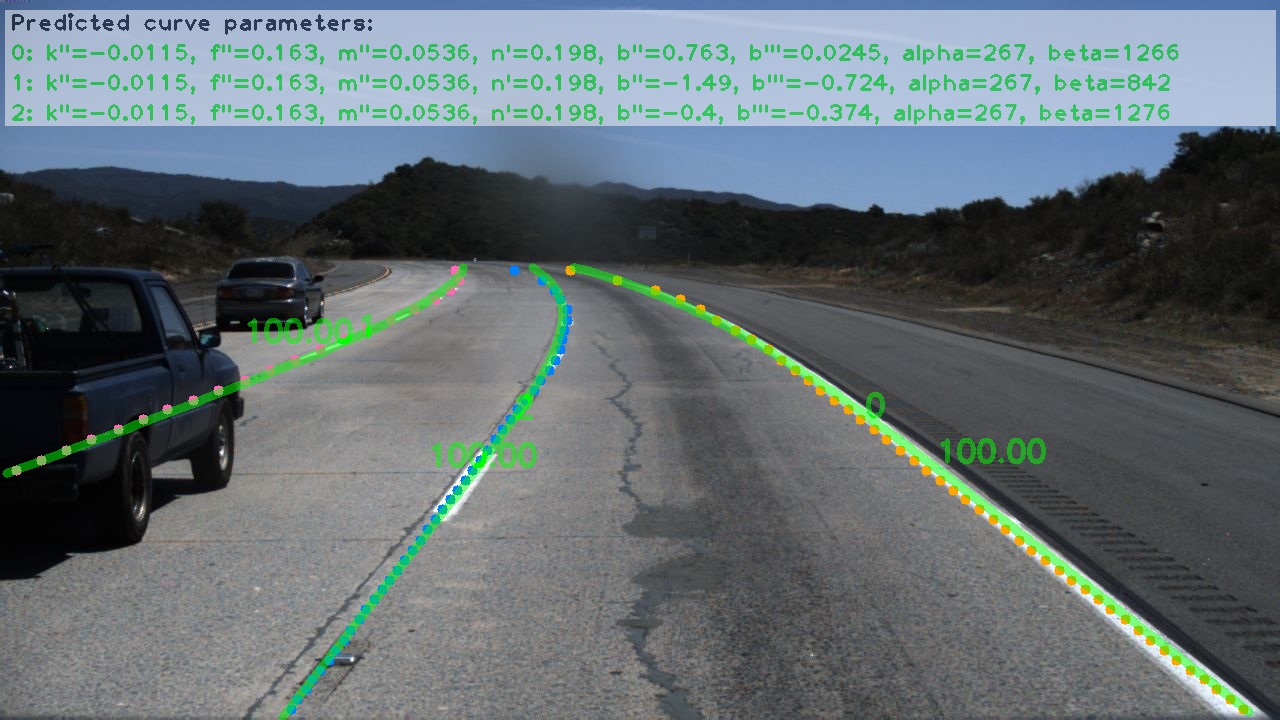 Predicted curve parameters:
0: k''=-0.0115, f''=0.163, m''=0.0536, n'=0.198, b''=0.763, b'''=0.0245, alpha=267, beta=1266
1: k''=-0.0115, f''=0.163, m''=0.0536, n'=0.198, b''=-1.49, b'''=-0.724, alpha=267, beta=842
2: k''=-0.0115, f''=0.163, m''=0.0536, n'=0.198, b''=-0.4, b'''=-0.374, alpha=267, beta=1276
100.00 1
0
100.00
100.00